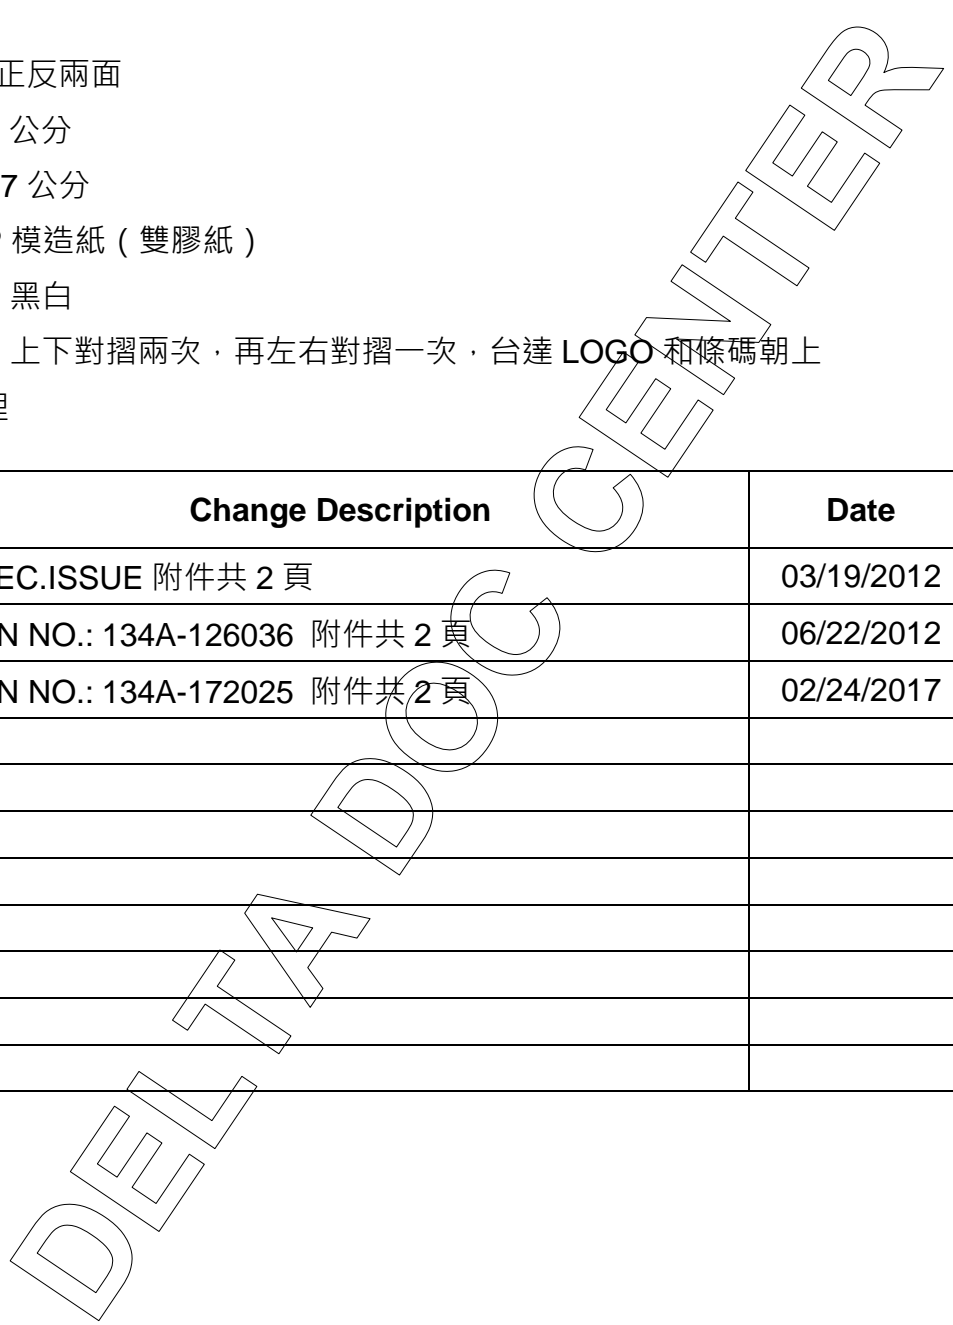 正反兩面
公分
7 公分
模造紙（雙膠紙）
黑白
上下對摺兩次，再左右對摺一次，台達 LOGO 和條碼朝上
Change Description Date
EC.ISSUE 附件共 2 頁 03/19/2012
N NO.: 134A-126036 附件共 2 頁 06/22/2012
N NO.: 134A-172025 附件共 2 頁 02/24/2017
DELTA DOC CENTER